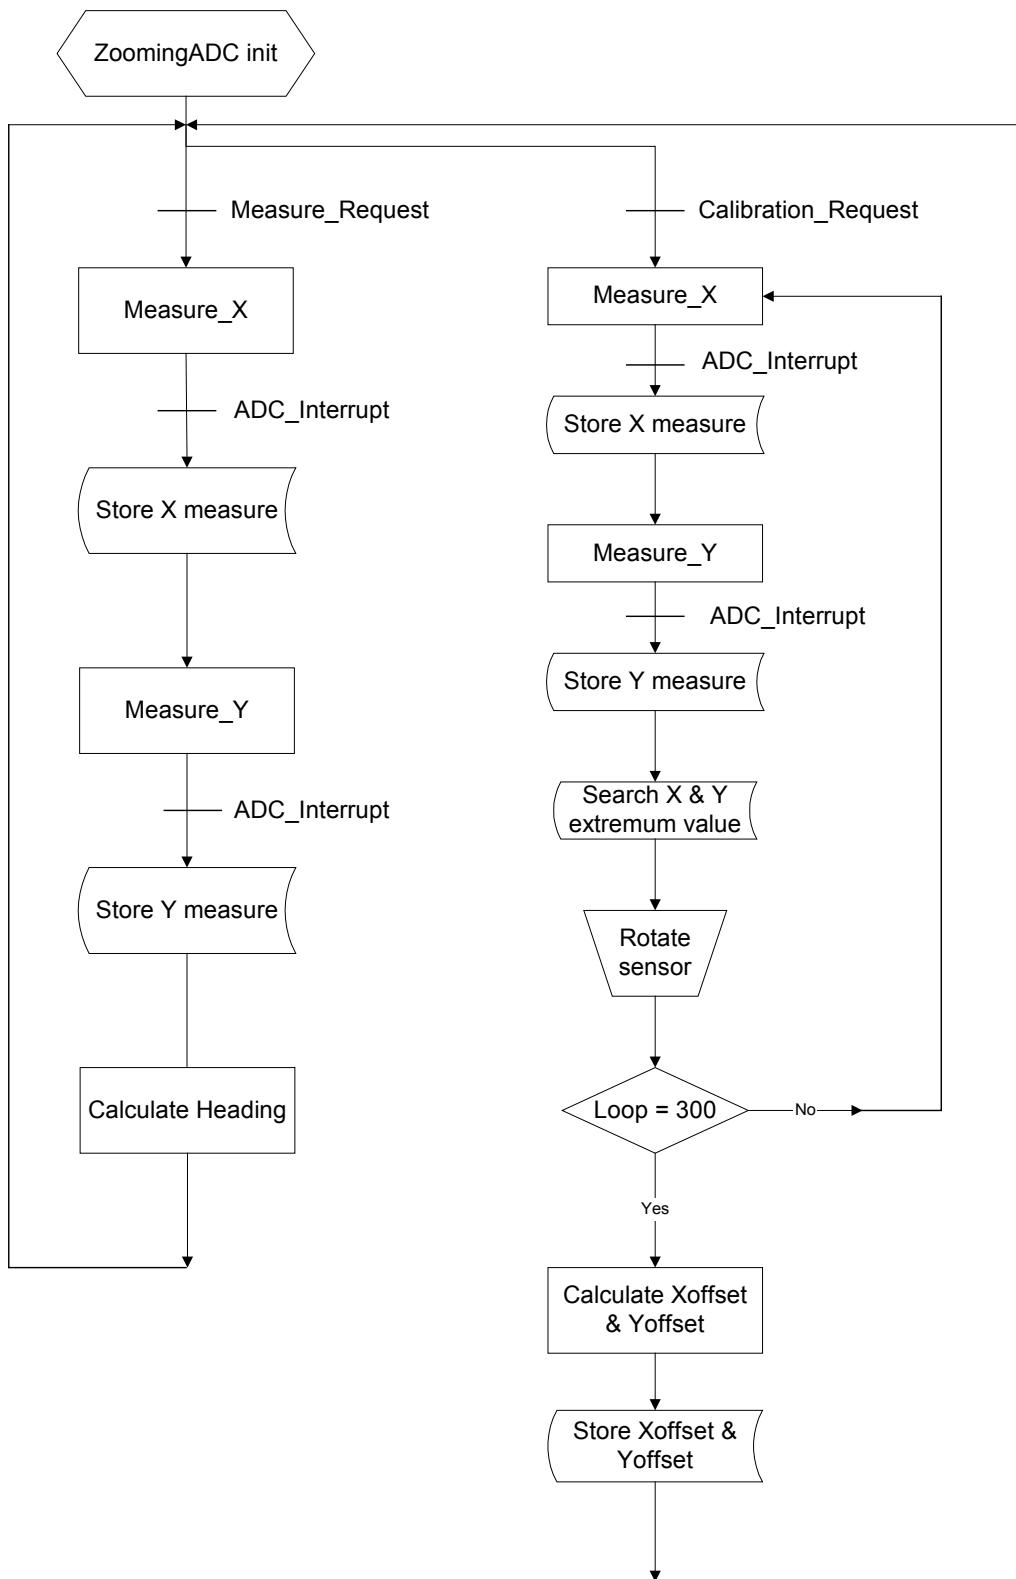 ZoomingADC init
Measure_Request
Measure_X
ADC_Interrupt
Store X measure
Measure_Y
ADC_Interrupt
Store Y measure
Calculate Heading
Calibration_Request
Measure_X
ADC_Interrupt
Store X measure
Measure_Y
ADC_Interrupt
Store Y measure
Search X & Y
extremum value
Rotate
sensor
Loop = 300
No
Yes
Calculate Xoffset
& Yoffset
Store Xoffset &
Yoffset